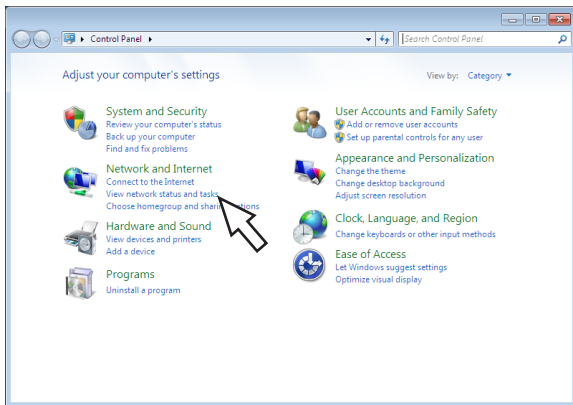 Control Panel
Search Control Panel
Adjust your computer's settings
View by: Category
System and Security
Review your computer's status
Back up your computer
Find and fix problems
Network and Internet
Connect to the Internet
View network status and tasks
Choose homegroup and sharing options
Hardware and Sound
View devices and printers
Add a device
Programs
Uninstall a program
User Accounts and Family Safety
Add or remove user accounts
Set up parental controls for any user
Appearance and Personalization
Change the theme
Change desktop background
Adjust screen resolution
Clock, Language, and Region
Change keyboards or other input methods
Ease of Access
Let Windows suggest settings
Optimize visual display